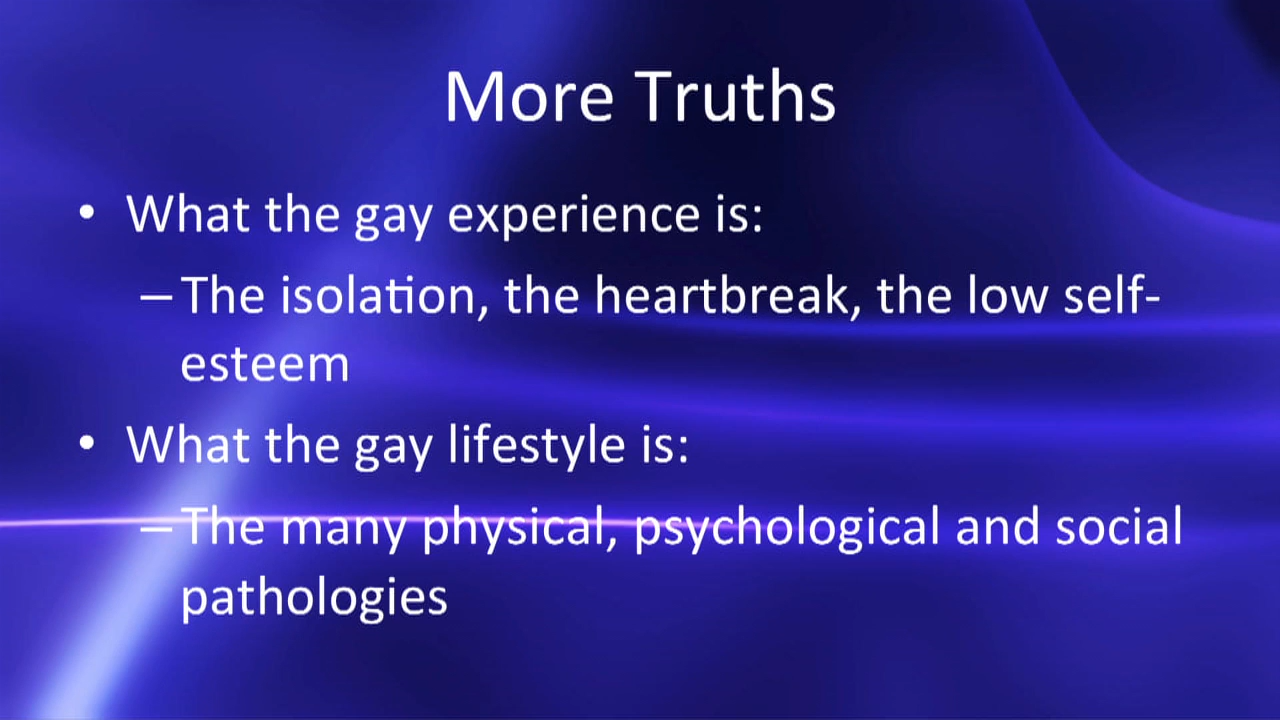 More Truths
• What the gay experience is:
–The isolation, the heartbreak, the low self-
esteem
• What the gay lifestyle is:
–The many physical, psychological and social
pathologies